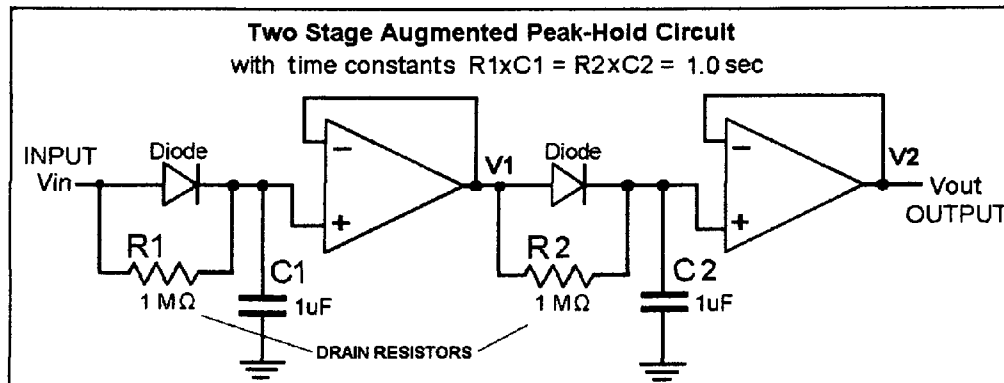 Two Stage Augmented Peak-Hold Circuit
with time constants R1xC1 = R2xC2 = 1.0 sec
INPUT
Vin
Diode
R1
1 MΩ
C1
1uF
−
+
V1
Diode
R2
1 MΩ
C2
1uF
−
+
V2
Vout
OUTPUT
DRAIN RESISTORS